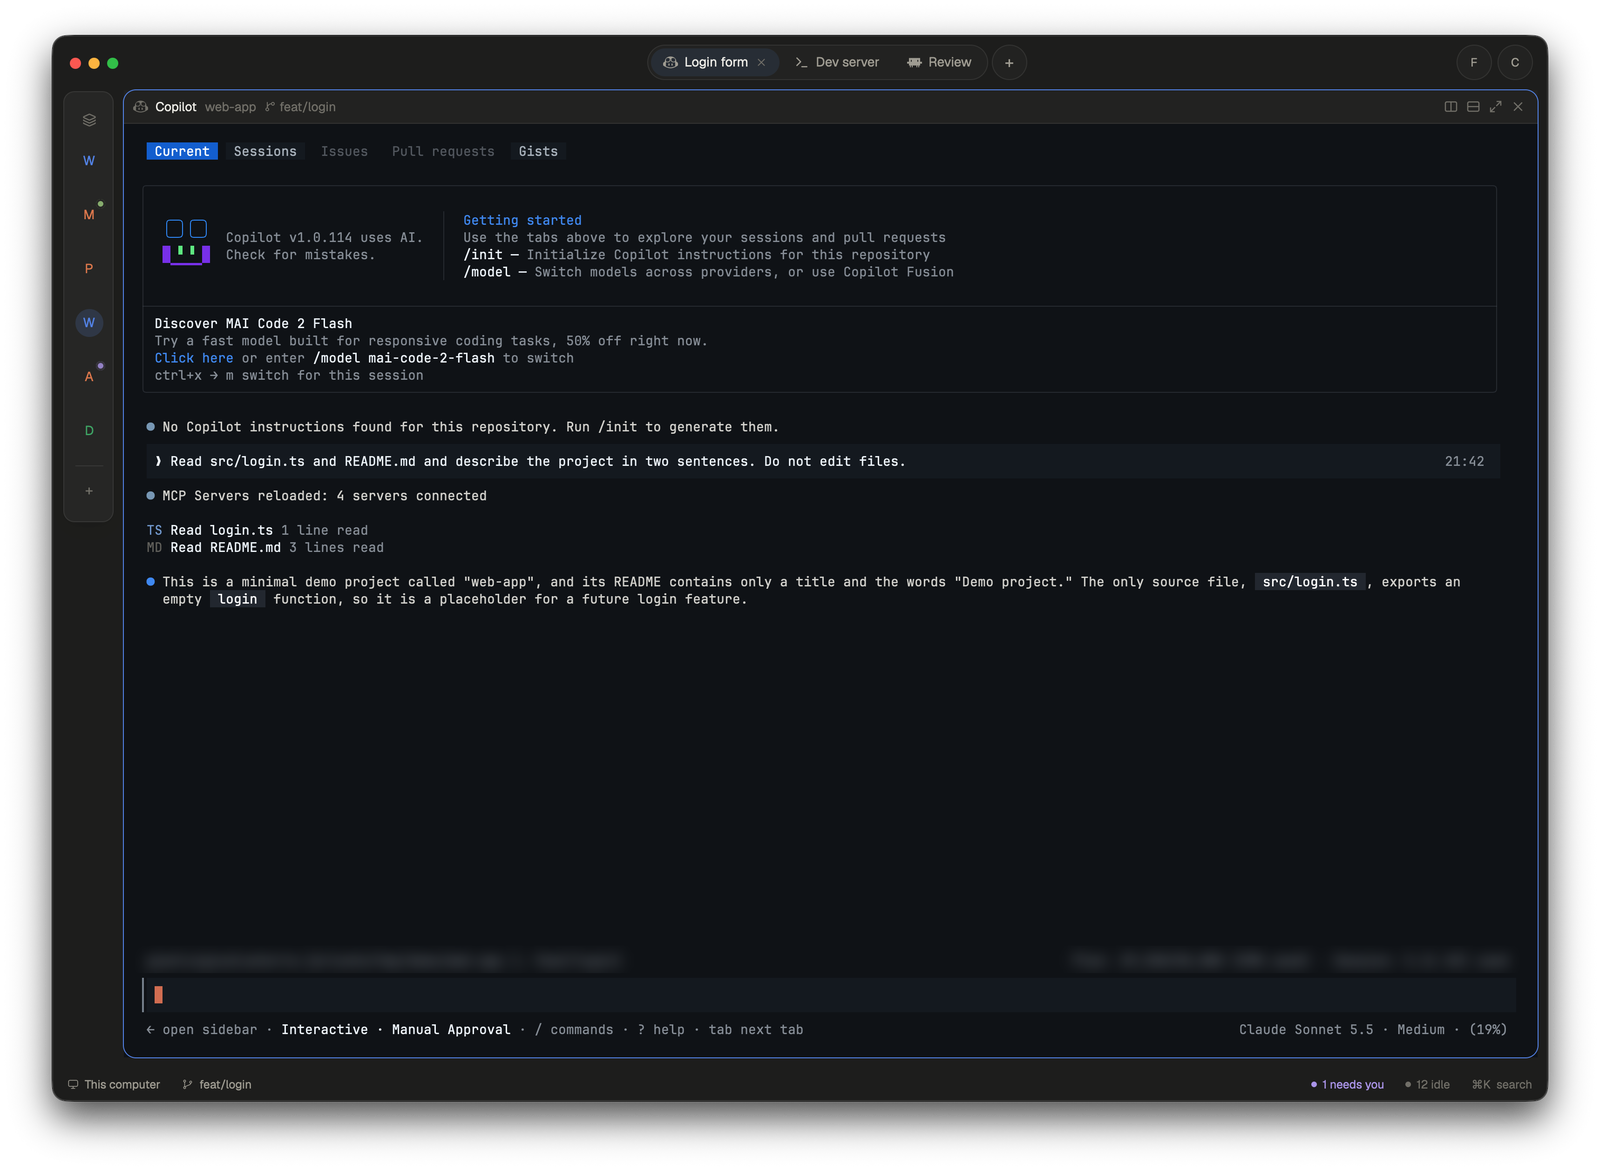 Login form × >_ Dev server Review +
F C
Copilot web-app feat/login
W
M
P
W
A
D
+
Current Sessions Issues Pull requests Gists
Copilot v1.0.114 uses AI.
Check for mistakes.
Getting started
Use the tabs above to explore your sessions and pull requests
/init — Initialize Copilot instructions for this repository
/model — Switch models across providers, or use Copilot Fusion
Discover MAI Code 2 Flash
Try a fast model built for responsive coding tasks, 50% off right now.
Click here or enter /model mai-code-2-flash to switch
ctrl+x → m switch for this session
● No Copilot instructions found for this repository. Run /init to generate them.
❯ Read src/login.ts and README.md and describe the project in two sentences. Do not edit files. 21:42
● MCP Servers reloaded: 4 servers connected
TS Read login.ts 1 line read
MD Read README.md 3 lines read
● This is a minimal demo project called "web-app", and its README contains only a title and the words "Demo project." The only source file, src/login.ts, exports an
empty login function, so it is a placeholder for a future login feature.
← open sidebar · Interactive · Manual Approval · / commands · ? help · tab next tab
Claude Sonnet 5.5 · Medium · (19%)
This computer feat/login
● 1 needs you ● 12 idle ⌘K search